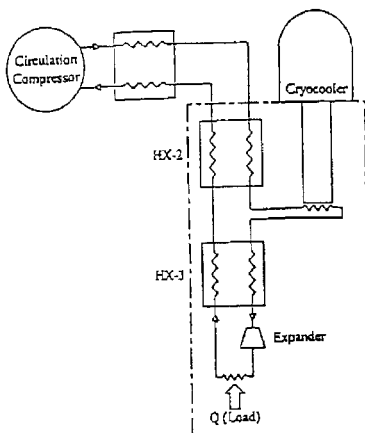 Circulation
Compressor
Cryocooler
HX-2
HX-3
Expander
Q (Load)